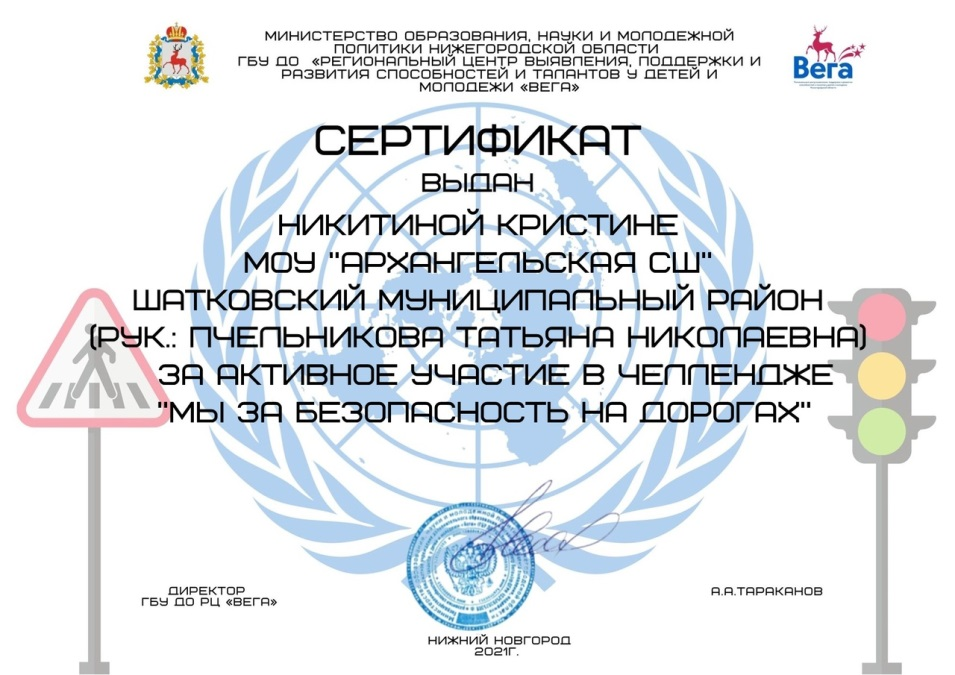 МИНИСТЕРСТВО ОБРАЗОВАНИЯ, НАУКИ И МОЛОДЕЖНОЙ
ПОЛИТИКИ НИЖЕГОРОДСКОЙ ОБЛАСТИ
ГБУ ДО «РЕГИОНАЛЬНЫЙ ЦЕНТР ВЫЯВЛЕНИЯ, ПОДДЕРЖКИ И
РАЗВИТИЯ СПОСОБНОСТЕЙ И ТАЛАНТОВ У ДЕТЕЙ И
МОЛОДЕЖИ «ВЕГА»
Вега
СЕРТИФИКАТ
ВЫДАН
НИКИТИНОЙ КРИСТИНЕ
МОУ "АРХАНГЕЛЬСКАЯ СШ"
ШАТКОВСКИЙ МУНИЦИПАЛЬНЫЙ РАЙОН
(РУК.: ПЧЕЛЬНИКОВА ТАТЬЯНА НИКОЛАЕВНА)
ЗА АКТИВНОЕ УЧАСТИЕ В ЧЕЛЛЕНДЖЕ
"МЫ ЗА БЕЗОПАСНОСТЬ НА ДОРОГАХ"
ДИРЕКТОР
ГБУ ДО РЦ «ВЕГА»
А.А.ТАРАКАНОВ
НИЖНИЙ НОВГОРОД
2021Г.